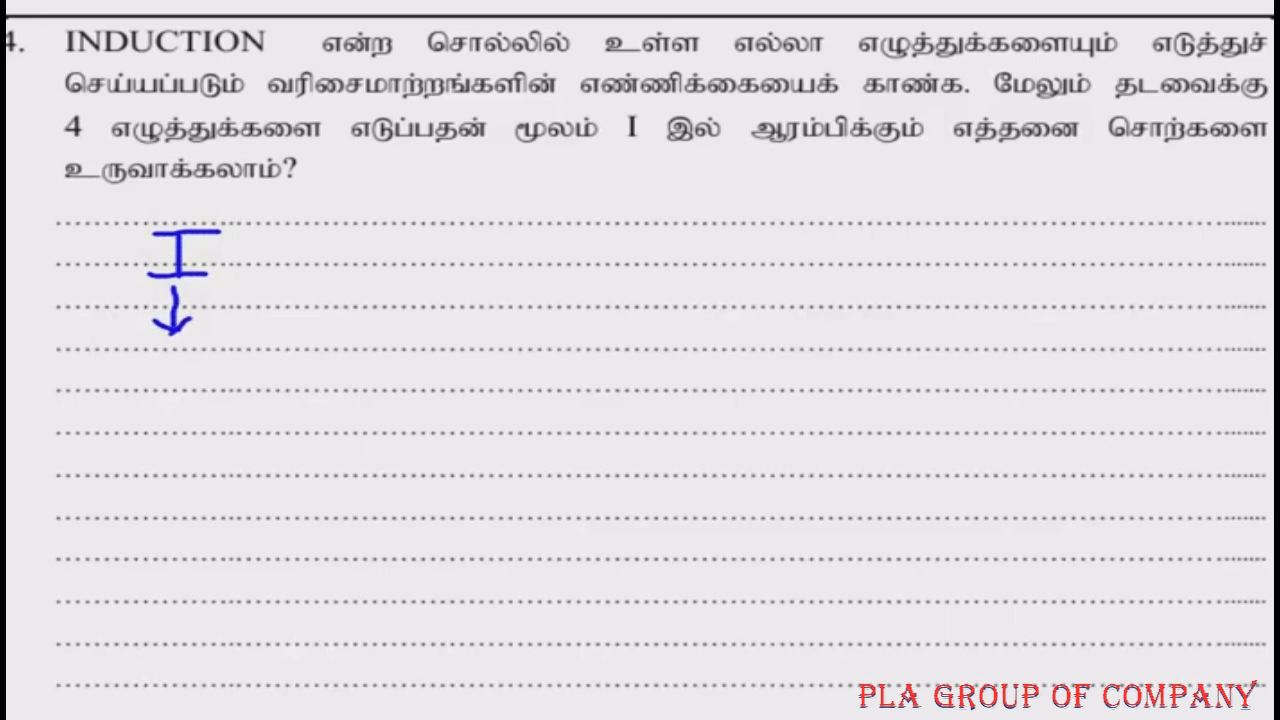 4. INDUCTION என்ற சொல்லில் உள்ள எல்லா எழுத்துக்களையும் எடுத்துச்
செய்யப்படும் வரிசைமாற்றங்களின் எண்ணிக்கையைக் காண்க. மேலும் தடவைக்கு
4 எழுத்துக்களை எடுப்பதன் மூலம் I இல் ஆரம்பிக்கும் எத்தனை சொற்களை
உருவாக்கலாம்?
I
PLA GROUP OF COMPANY